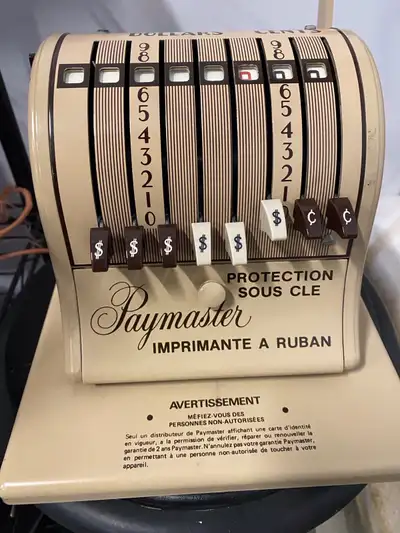 DOLLARS CENTS
9 9
8 8
6 6
5 5
4 4
3 3
2 2
1 1
0
$ $ $ $ $ $ ¢ ¢
PROTECTION
SOUS CLE
Paymaster
IMPRIMANTE A RUBAN
AVERTISSEMENT
MÉFIEZ-VOUS DES
PERSONNES NON-AUTORISÉES
Seul un distributeur de Paymaster affichant une carte d'identité
en vigueur, a la permission de vérifier, réparer ou renouveller la
garantie de 2 ans Paymaster. N'annulez pas votre garantie Paymaster,
en permettant à une personne non-autorisée de toucher à votre
appareil.